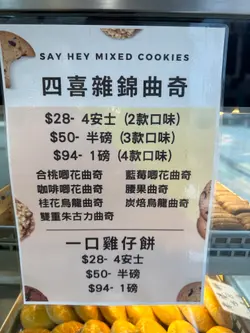 SAY HEY MIXED COOKIES
四喜雜錦曲奇
$28- 4安士 (2款口味)
$50- 半磅 (3款口味)
$94- 1磅 (4款口味)
合桃唧花曲奇 藍莓唧花曲奇
咖啡唧花曲奇 腰果曲奇
桂花烏龍曲奇 炭焙烏龍曲奇
雙重朱古力曲奇
一口雞仔餅
$28- 4安士
$50- 半磅
$94- 1磅